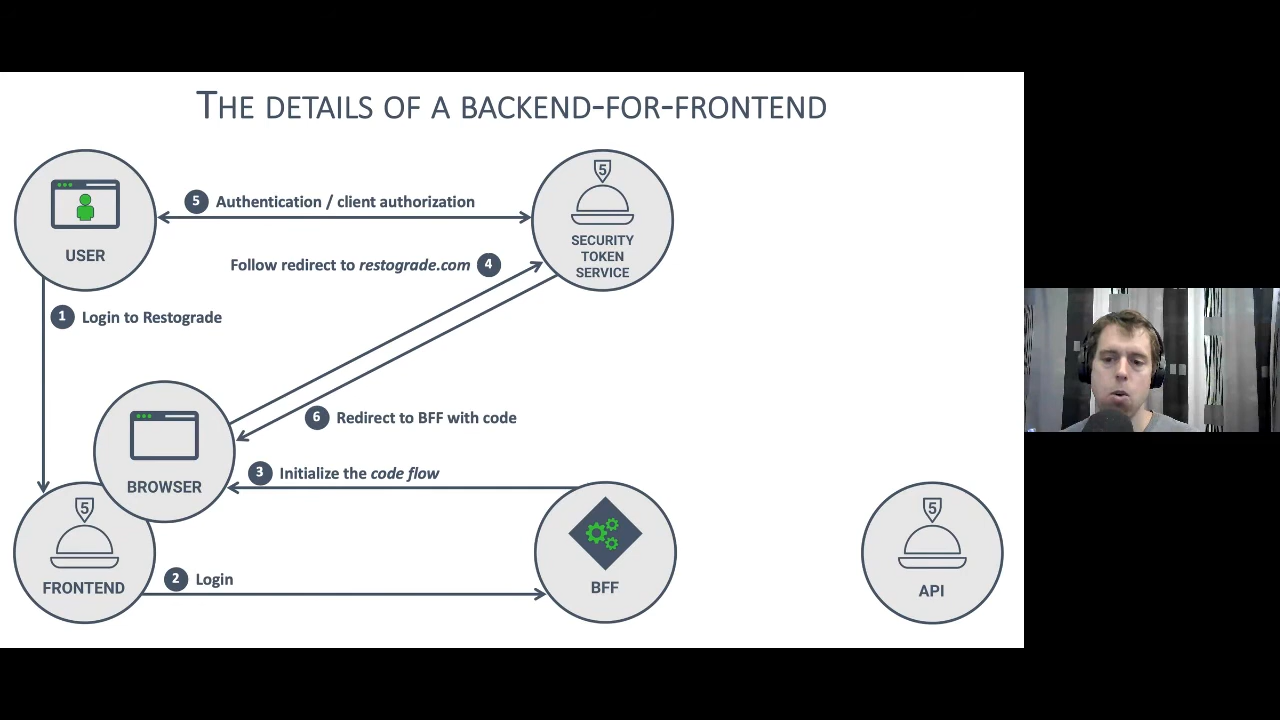 THE DETAILS OF A BACKEND-FOR-FRONTEND
USER
5 Authentication / client authorization
5
SECURITY
TOKEN
SERVICE
Follow redirect to restograde.com 4
1 Login to Restograde
BROWSER
6 Redirect to BFF with code
3 Initialize the code flow
5
FRONTEND
2 Login
BFF
5
API